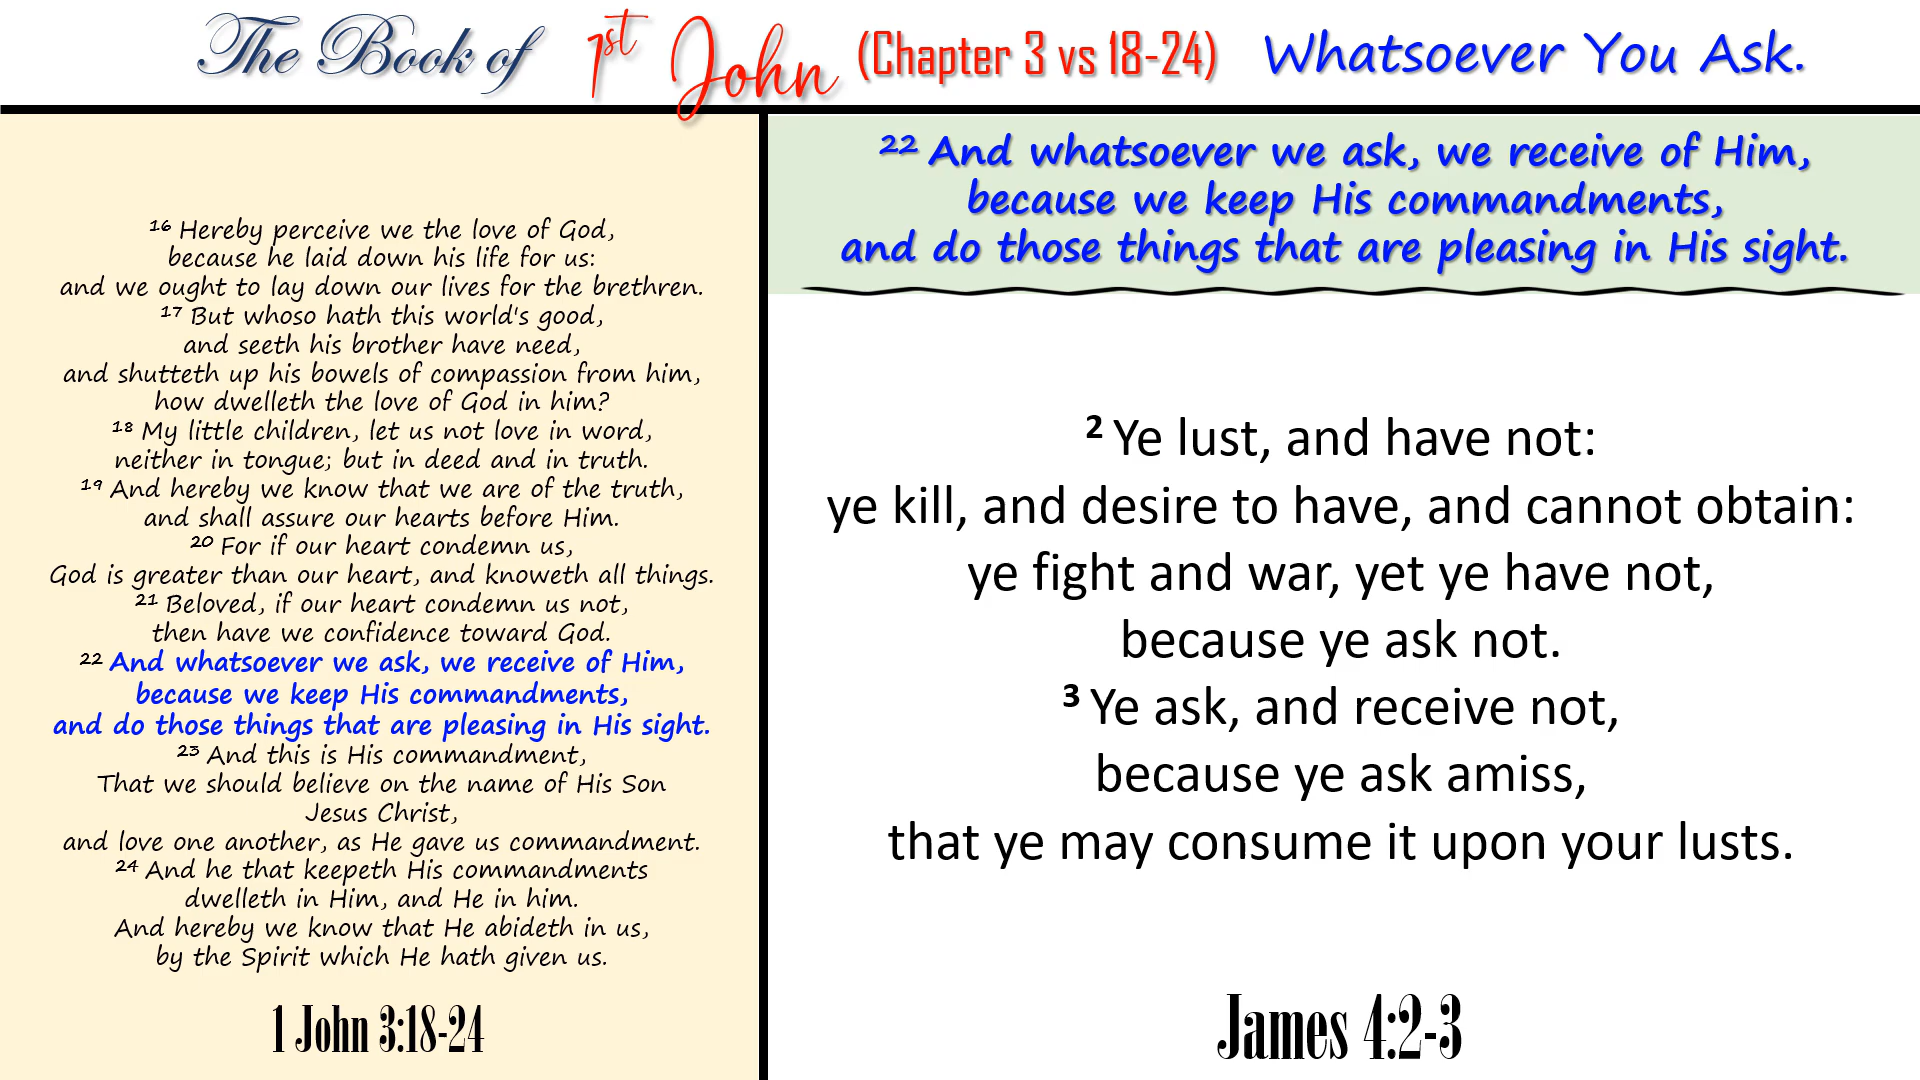 The Book of 1st John (Chapter 3 vs 18-24) Whatsoever You Ask.
16 Hereby perceive we the love of God,
because he laid down his life for us:
and we ought to lay down our lives for the brethren.
17 But whoso hath this world's good,
and seeth his brother have need,
and shutteth up his bowels of compassion from him,
how dwelleth the love of God in him?
18 My little children, let us not love in word,
neither in tongue; but in deed and in truth.
19 And hereby we know that we are of the truth,
and shall assure our hearts before Him.
20 For if our heart condemn us,
God is greater than our heart, and knoweth all things.
21 Beloved, if our heart condemn us not,
then have we confidence toward God.
22 And whatsoever we ask, we receive of Him,
because we keep His commandments,
and do those things that are pleasing in His sight.
23 And this is His commandment,
That we should believe on the name of His Son
Jesus Christ,
and love one another, as He gave us commandment.
24 And he that keepeth His commandments
dwelleth in Him, and He in him.
And hereby we know that He abideth in us,
by the Spirit which He hath given us.
1 John 3:18-24
22 And whatsoever we ask, we receive of Him,
because we keep His commandments,
and do those things that are pleasing in His sight.
2 Ye lust, and have not:
ye kill, and desire to have, and cannot obtain:
ye fight and war, yet ye have not,
because ye ask not.
3 Ye ask, and receive not,
because ye ask amiss,
that ye may consume it upon your lusts.
James 4:2-3